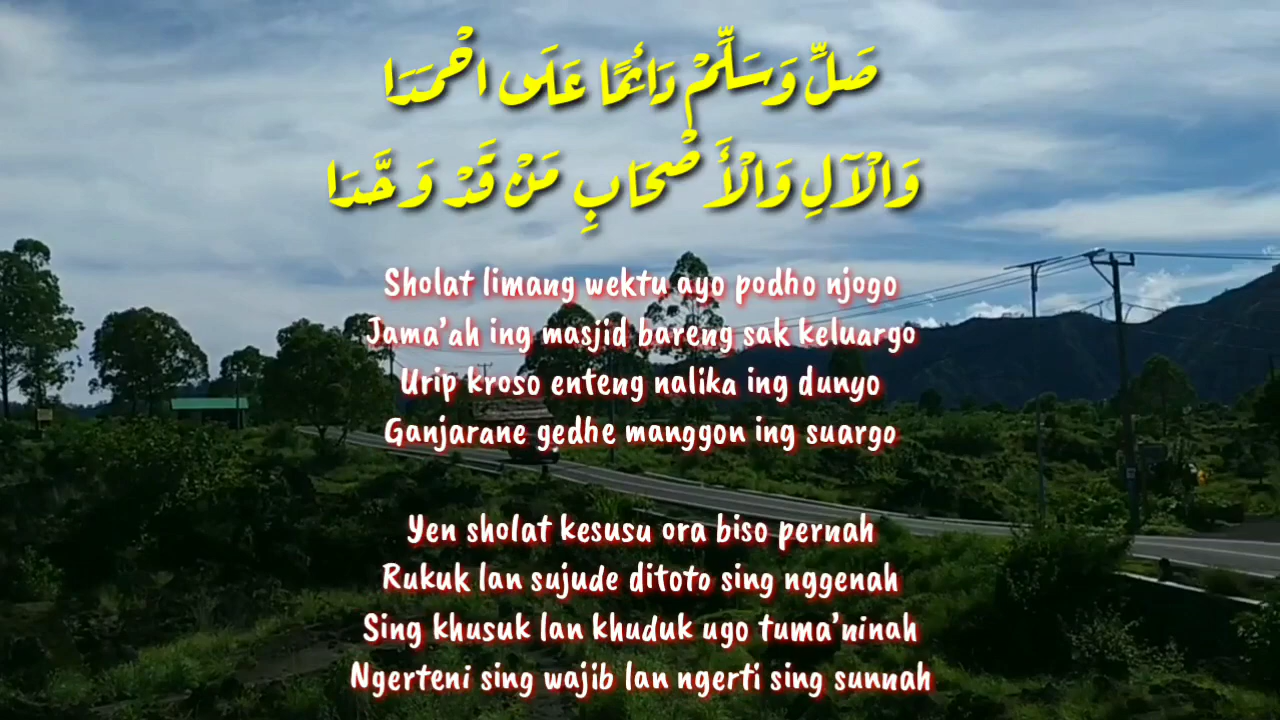 صَلِّ وَسَلِّمْ دَائِمًا عَلَى احْمَدَا
وَالْآلِ وَالْأَصْحَابِ مَنْ قَدْ وَحَّدَا
Sholat limang wektu ayo podho njogo
Jama'ah ing masjid bareng sak keluargo
Urip kroso enteng nalika ing dunyo
Ganjarane gedhe manggon ing suargo
Yen sholat kesusu ora biso pernah
Rukuk lan sujude ditoto sing nggenah
Sing khusuk lan khuduk ugo tuma'ninah
Ngerteni sing wajib lan ngerti sing sunnah